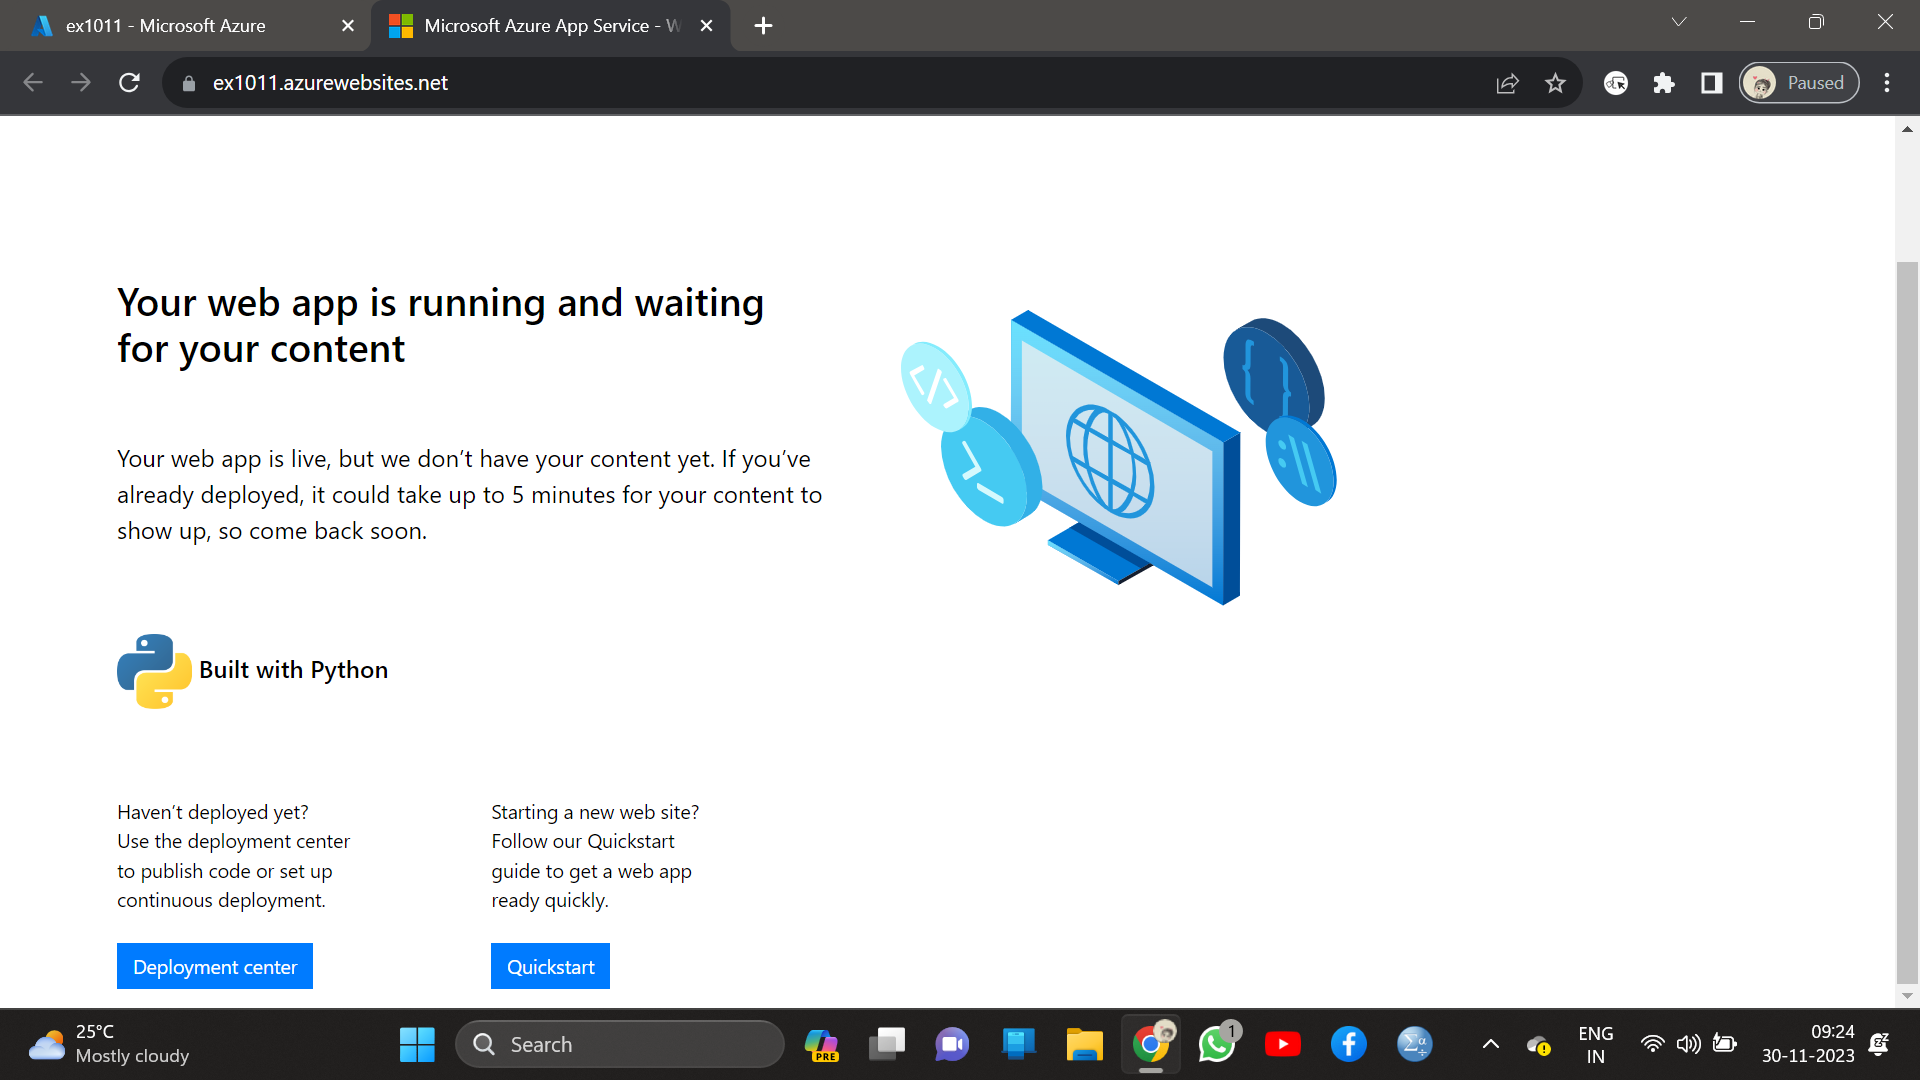 ex1011 - Microsoft Azure
Microsoft Azure App Service - W
ex1011.azurewebsites.net
Paused
Your web app is running and waiting
for your content
Your web app is live, but we don’t have your content yet. If you’ve
already deployed, it could take up to 5 minutes for your content to
show up, so come back soon.
Built with Python
Haven’t deployed yet?
Use the deployment center
to publish code or set up
continuous deployment.
Deployment center
Starting a new web site?
Follow our Quickstart
guide to get a web app
ready quickly.
Quickstart
25°C
Mostly cloudy
Search
PRE
1
ENG
IN
09:24
30-11-2023